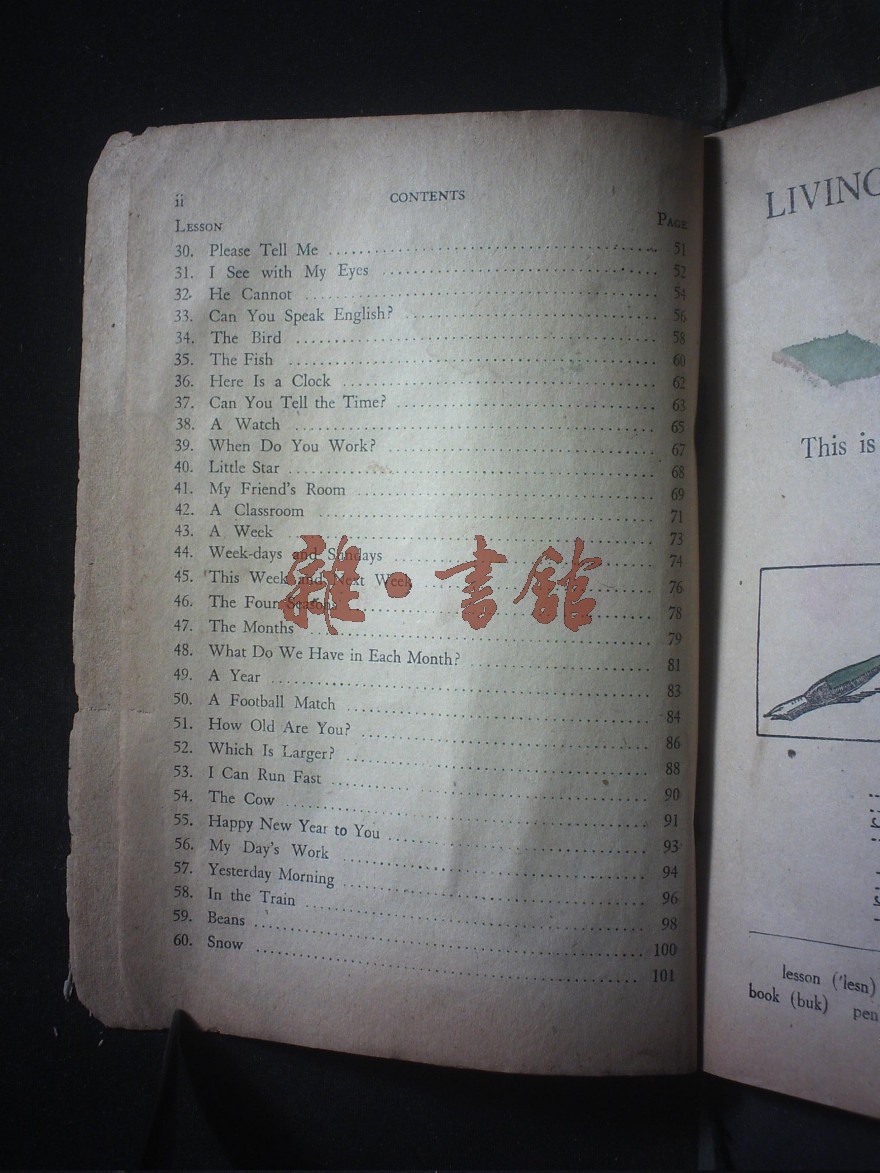 ii CONTENTS
LESSON PAGE
30. Please Tell Me 51
31. I See with My Eyes 52
32. He Cannot 54
33. Can You Speak English? 56
34. The Bird 58
35. The Fish 60
36. Here Is a Clock 62
37. Can You Tell the Time? 63
38. A Watch 65
39. When Do You Work? 67
40. Little Star 68
41. My Friend's Room 69
42. A Classroom 71
43. A Week 73
44. Week-days and Sundays 74
45. This Week and Next Week 76
46. The Four Seasons 78
47. The Months 79
48. What Do We Have in Each Month? 81
49. A Year 83
50. A Football Match 84
51. How Old Are You? 86
52. Which Is Larger? 88
53. I Can Run Fast 90
54. The Cow 91
55. Happy New Year to You 93
56. My Day's Work 94
57. Yesterday Morning 96
58. In the Train 98
59. Beans 100
60. Snow 101
雜·書館
LIVING
This is
lesson ('lesn)
book (buk) pen